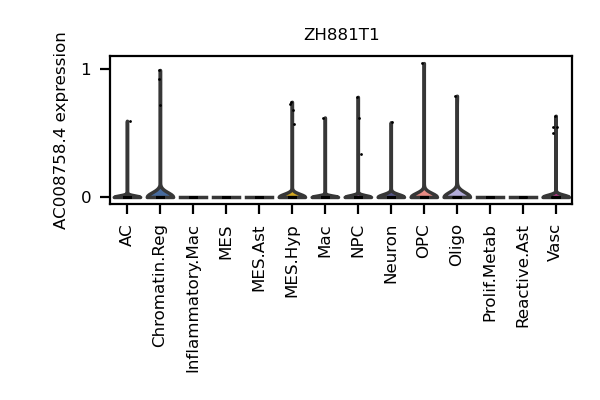 ZH881T1
AC008758.4 expression
1
0
AC
Chromatin.Reg
Inflammatory.Mac
MES
MES.Ast
MES.Hyp
Mac
NPC
Neuron
OPC
Oligo
Prolif.Metab
Reactive.Ast
Vasc